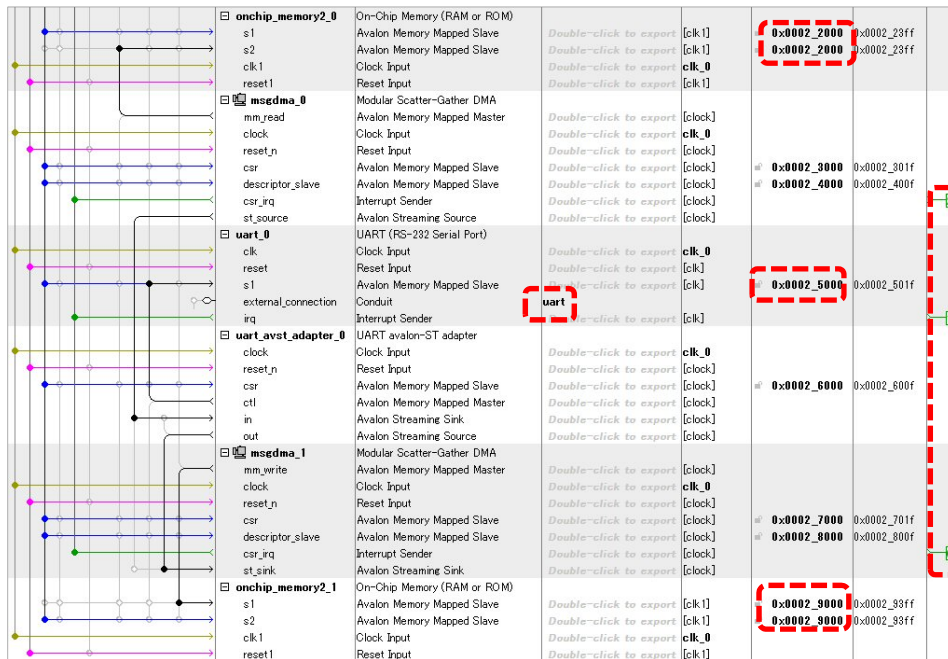 onchip_memory2_0 On-Chip Memory (RAM or ROM)
s1 Avalon Memory Mapped Slave Double-click to export [clk1] 0x0002_2000 0x0002_23ff
s2 Avalon Memory Mapped Slave Double-click to export [clk1] 0x0002_2000 0x0002_23ff
clk1 Clock Input Double-click to export clk_0
reset1 Reset Input Double-click to export [clk1]
msgdma_0 Modular Scatter-Gather DMA
mm_read Avalon Memory Mapped Master Double-click to export [clock]
clock Clock Input Double-click to export clk_0
reset_n Reset Input Double-click to export [clock]
csr Avalon Memory Mapped Slave Double-click to export [clock] 0x0002_3000 0x0002_301f
descriptor_slave Avalon Memory Mapped Slave Double-click to export [clock] 0x0002_4000 0x0002_400f
csr_irq Interrupt Sender Double-click to export [clock]
st_source Avalon Streaming Source Double-click to export [clock]
uart_0 UART (RS-232 Serial Port)
clk Clock Input Double-click to export clk_0
reset Reset Input Double-click to export [clk]
s1 Avalon Memory Mapped Slave Double-click to export [clk] 0x0002_5000 0x0002_501f
external_connection Conduit uart
irq Interrupt Sender Double-click to export [clk]
uart_avst_adapter_0 UART avalon-ST adapter
clock Clock Input Double-click to export clk_0
reset_n Reset Input Double-click to export [clock]
csr Avalon Memory Mapped Slave Double-click to export [clock] 0x0002_6000 0x0002_600f
ctl Avalon Memory Mapped Master Double-click to export [clock]
in Avalon Streaming Sink Double-click to export [clock]
out Avalon Streaming Source Double-click to export [clock]
msgdma_1 Modular Scatter-Gather DMA
mm_write Avalon Memory Mapped Master Double-click to export [clock]
clock Clock Input Double-click to export clk_0
reset_n Reset Input Double-click to export [clock]
csr Avalon Memory Mapped Slave Double-click to export [clock] 0x0002_7000 0x0002_701f
descriptor_slave Avalon Memory Mapped Slave Double-click to export [clock] 0x0002_8000 0x0002_800f
csr_irq Interrupt Sender Double-click to export [clock]
st_sink Avalon Streaming Sink Double-click to export [clock]
onchip_memory2_1 On-Chip Memory (RAM or ROM)
s1 Avalon Memory Mapped Slave Double-click to export [clk1] 0x0002_9000 0x0002_93ff
s2 Avalon Memory Mapped Slave Double-click to export [clk1] 0x0002_9000 0x0002_93ff
clk1 Clock Input Double-click to export clk_0
reset1 Reset Input Double-click to export [clk1]